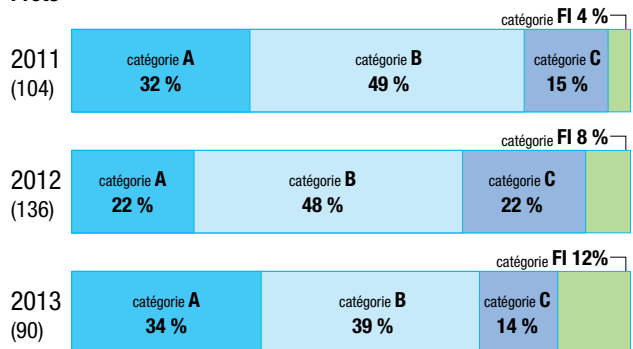 catégorie FI 4 %
2011
(104)
catégorie A
32 %
catégorie B
49 %
catégorie C
15 %
catégorie FI 8 %
2012
(136)
catégorie A
22 %
catégorie B
48 %
catégorie C
22 %
catégorie FI 12%
2013
(90)
catégorie A
34 %
catégorie B
39 %
catégorie C
14 %